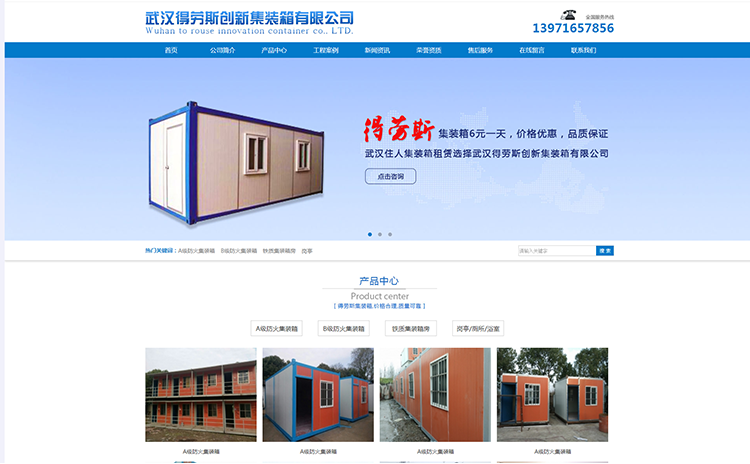 武汉得劳斯创新集装箱有限公司
Wuhan to rouse innovation container co., LTD.
全国服务热线
13971657856
首页 公司简介 产品中心 工程案例 新闻资讯 荣誉资质 售后服务 在线留言 联系我们
得劳斯 集装箱6元一天，价格优惠，品质保证
武汉住人集装箱租赁选择武汉得劳斯创新集装箱有限公司
点击咨询
热门关键词：A级防火集装箱 B级防火集装箱 铁质集装箱房 岗亭
请输入关键字 搜索
产品中心
Product center
[ 得劳斯集装箱,价格合理,质量可靠 ]
A级防火集装箱 B级防火集装箱 铁质集装箱房 岗亭/厕所/浴室
A级防火集装箱 A级防火集装箱 A级防火集装箱 A级防火集装箱